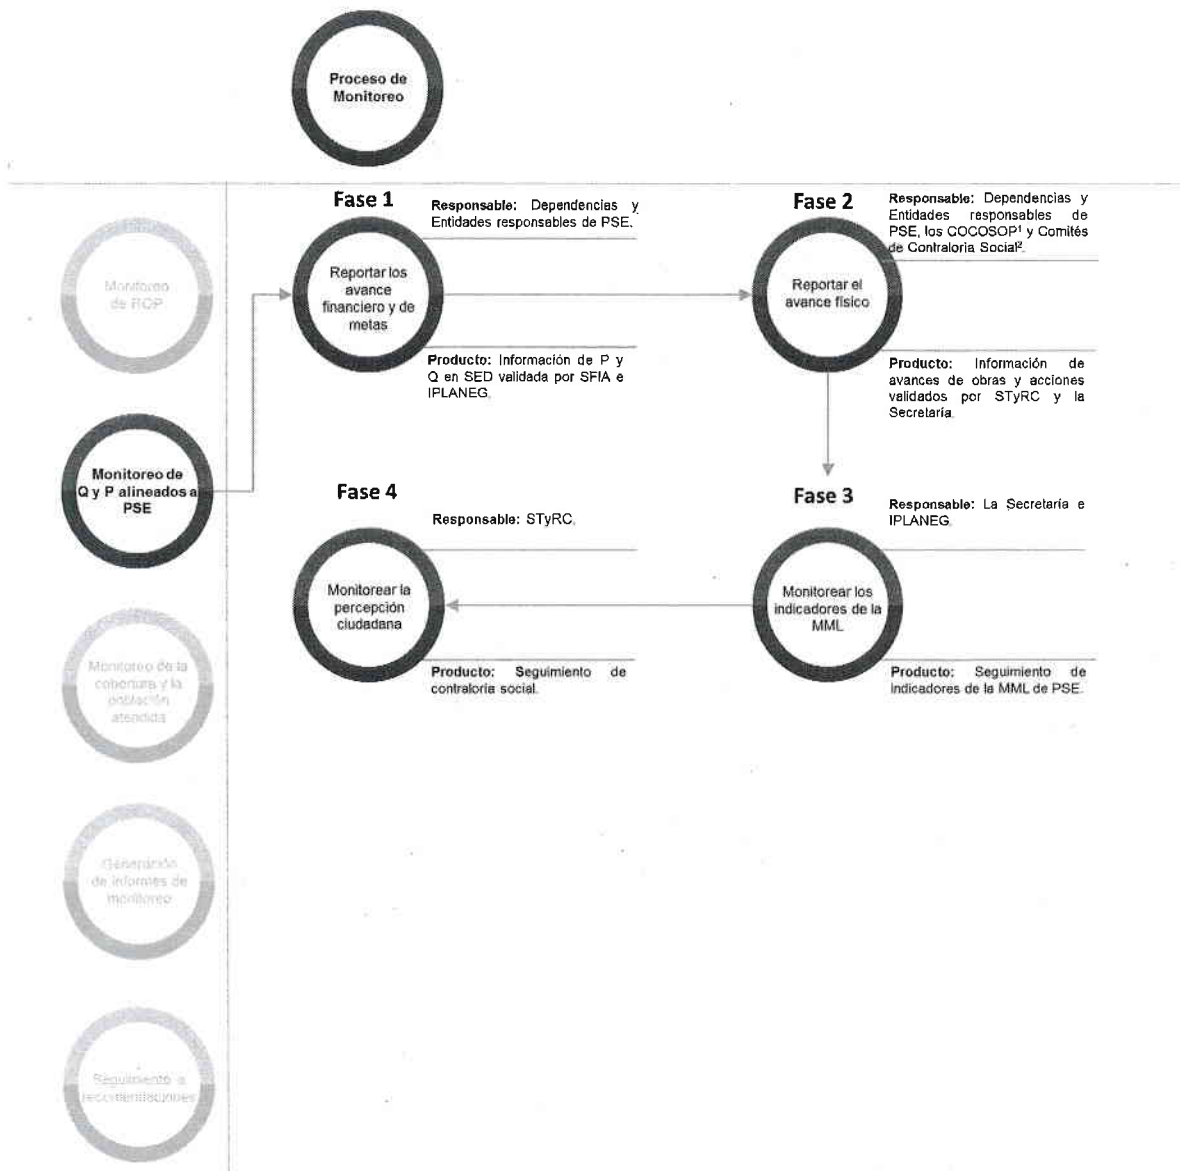 Proceso de
Monitoreo
Fase 1
Responsable: Dependencias y
Entidades responsables de PSE.
Reportar los
avance
financiero y de
metas
Producto: Información de P y
Q en SED validada por SFIA e
IPLANEG.
Fase 2
Responsable: Dependencias y
Entidades responsables de
PSE, los COCOSOP¹ y Comités
de Contraloría Social².
Reportar el
avance físico
Producto: Información de
avances de obras y acciones
validados por STyRC y la
Secretaría.
Fase 4
Responsable: STyRC.
Monitorear la
percepción
ciudadana
Producto: Seguimiento de
contraloría social.
Fase 3
Responsable: La Secretaría e
IPLANEG.
Monitorear los
indicadores de la
MML
Producto: Seguimiento de
indicadores de la MML de PSE.
Monitoreo
de ROP
Monitoreo de
Q y P alineados a
PSE
Monitoreo de la
cobertura y la
población
atendida
Generación
de informes de
monitoreo
Seguimiento a
recomendaciones